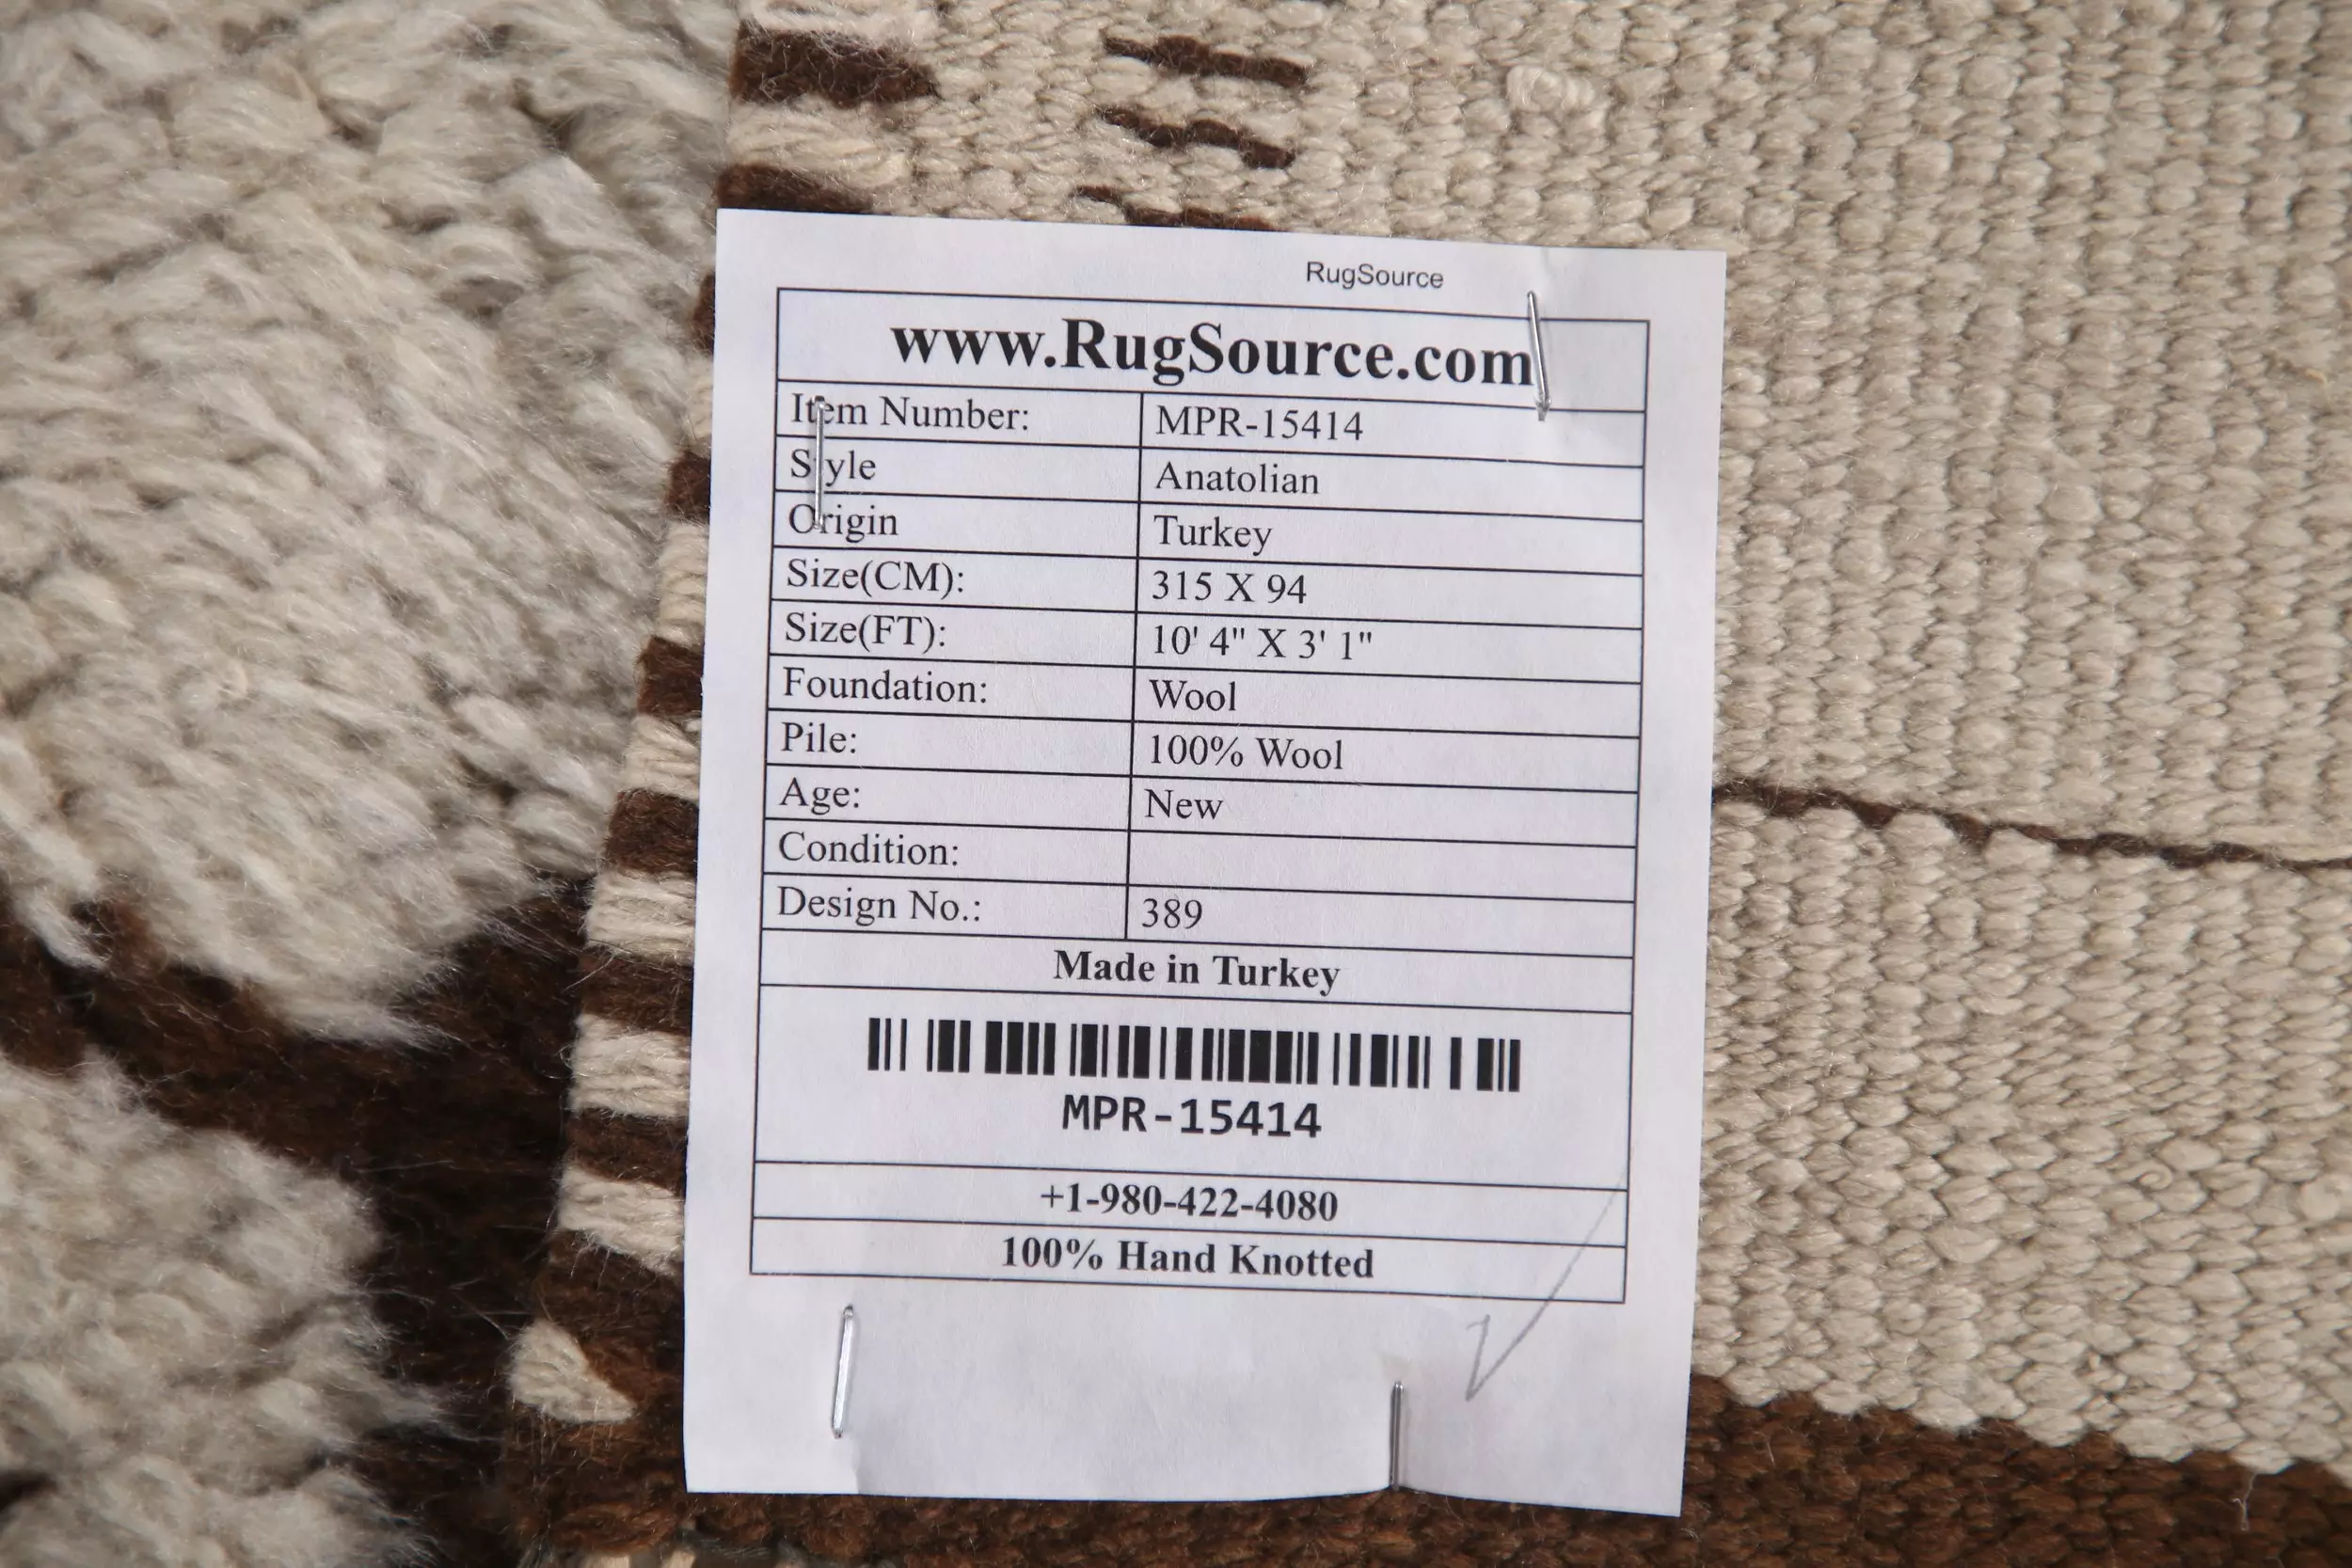 RugSource
www.RugSource.com
Item Number: MPR-15414
Style Anatolian
Origin Turkey
Size(CM): 315 X 94
Size(FT): 10' 4" X 3' 1"
Foundation: Wool
Pile: 100% Wool
Age: New
Condition:
Design No.: 389
Made in Turkey
MPR-15414
+1-980-422-4080
100% Hand Knotted